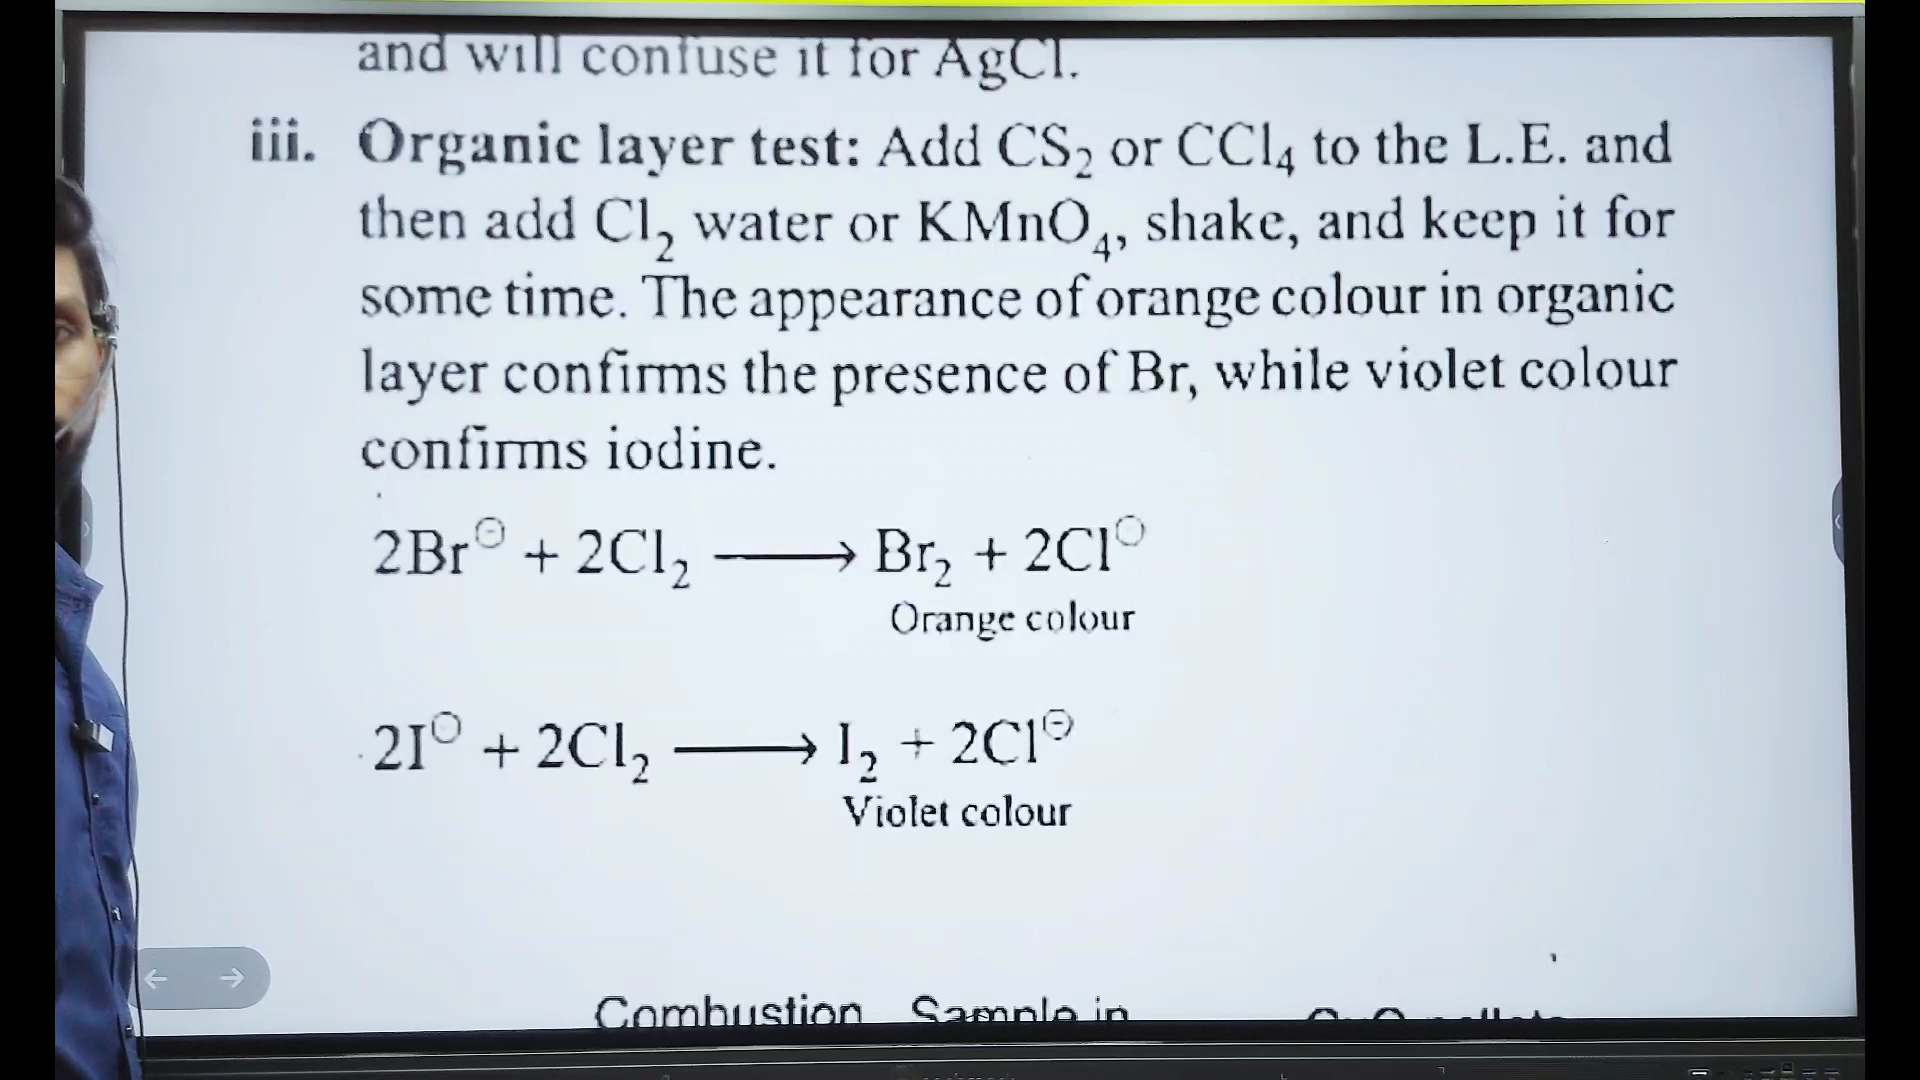 and will confuse it for AgCl.
iii. Organic layer test: Add CS₂ or CCl₄ to the L.E. and
then add Cl₂ water or KMnO₄, shake, and keep it for
some time. The appearance of orange colour in organic
layer confirms the presence of Br, while violet colour
confirms iodine.
2Br⊖ + 2Cl₂ ⟶ Br₂ + 2Cl⊖
Orange colour
2I⊖ + 2Cl₂ ⟶ I₂ + 2Cl⊖
Violet colour
Combustion Sample in